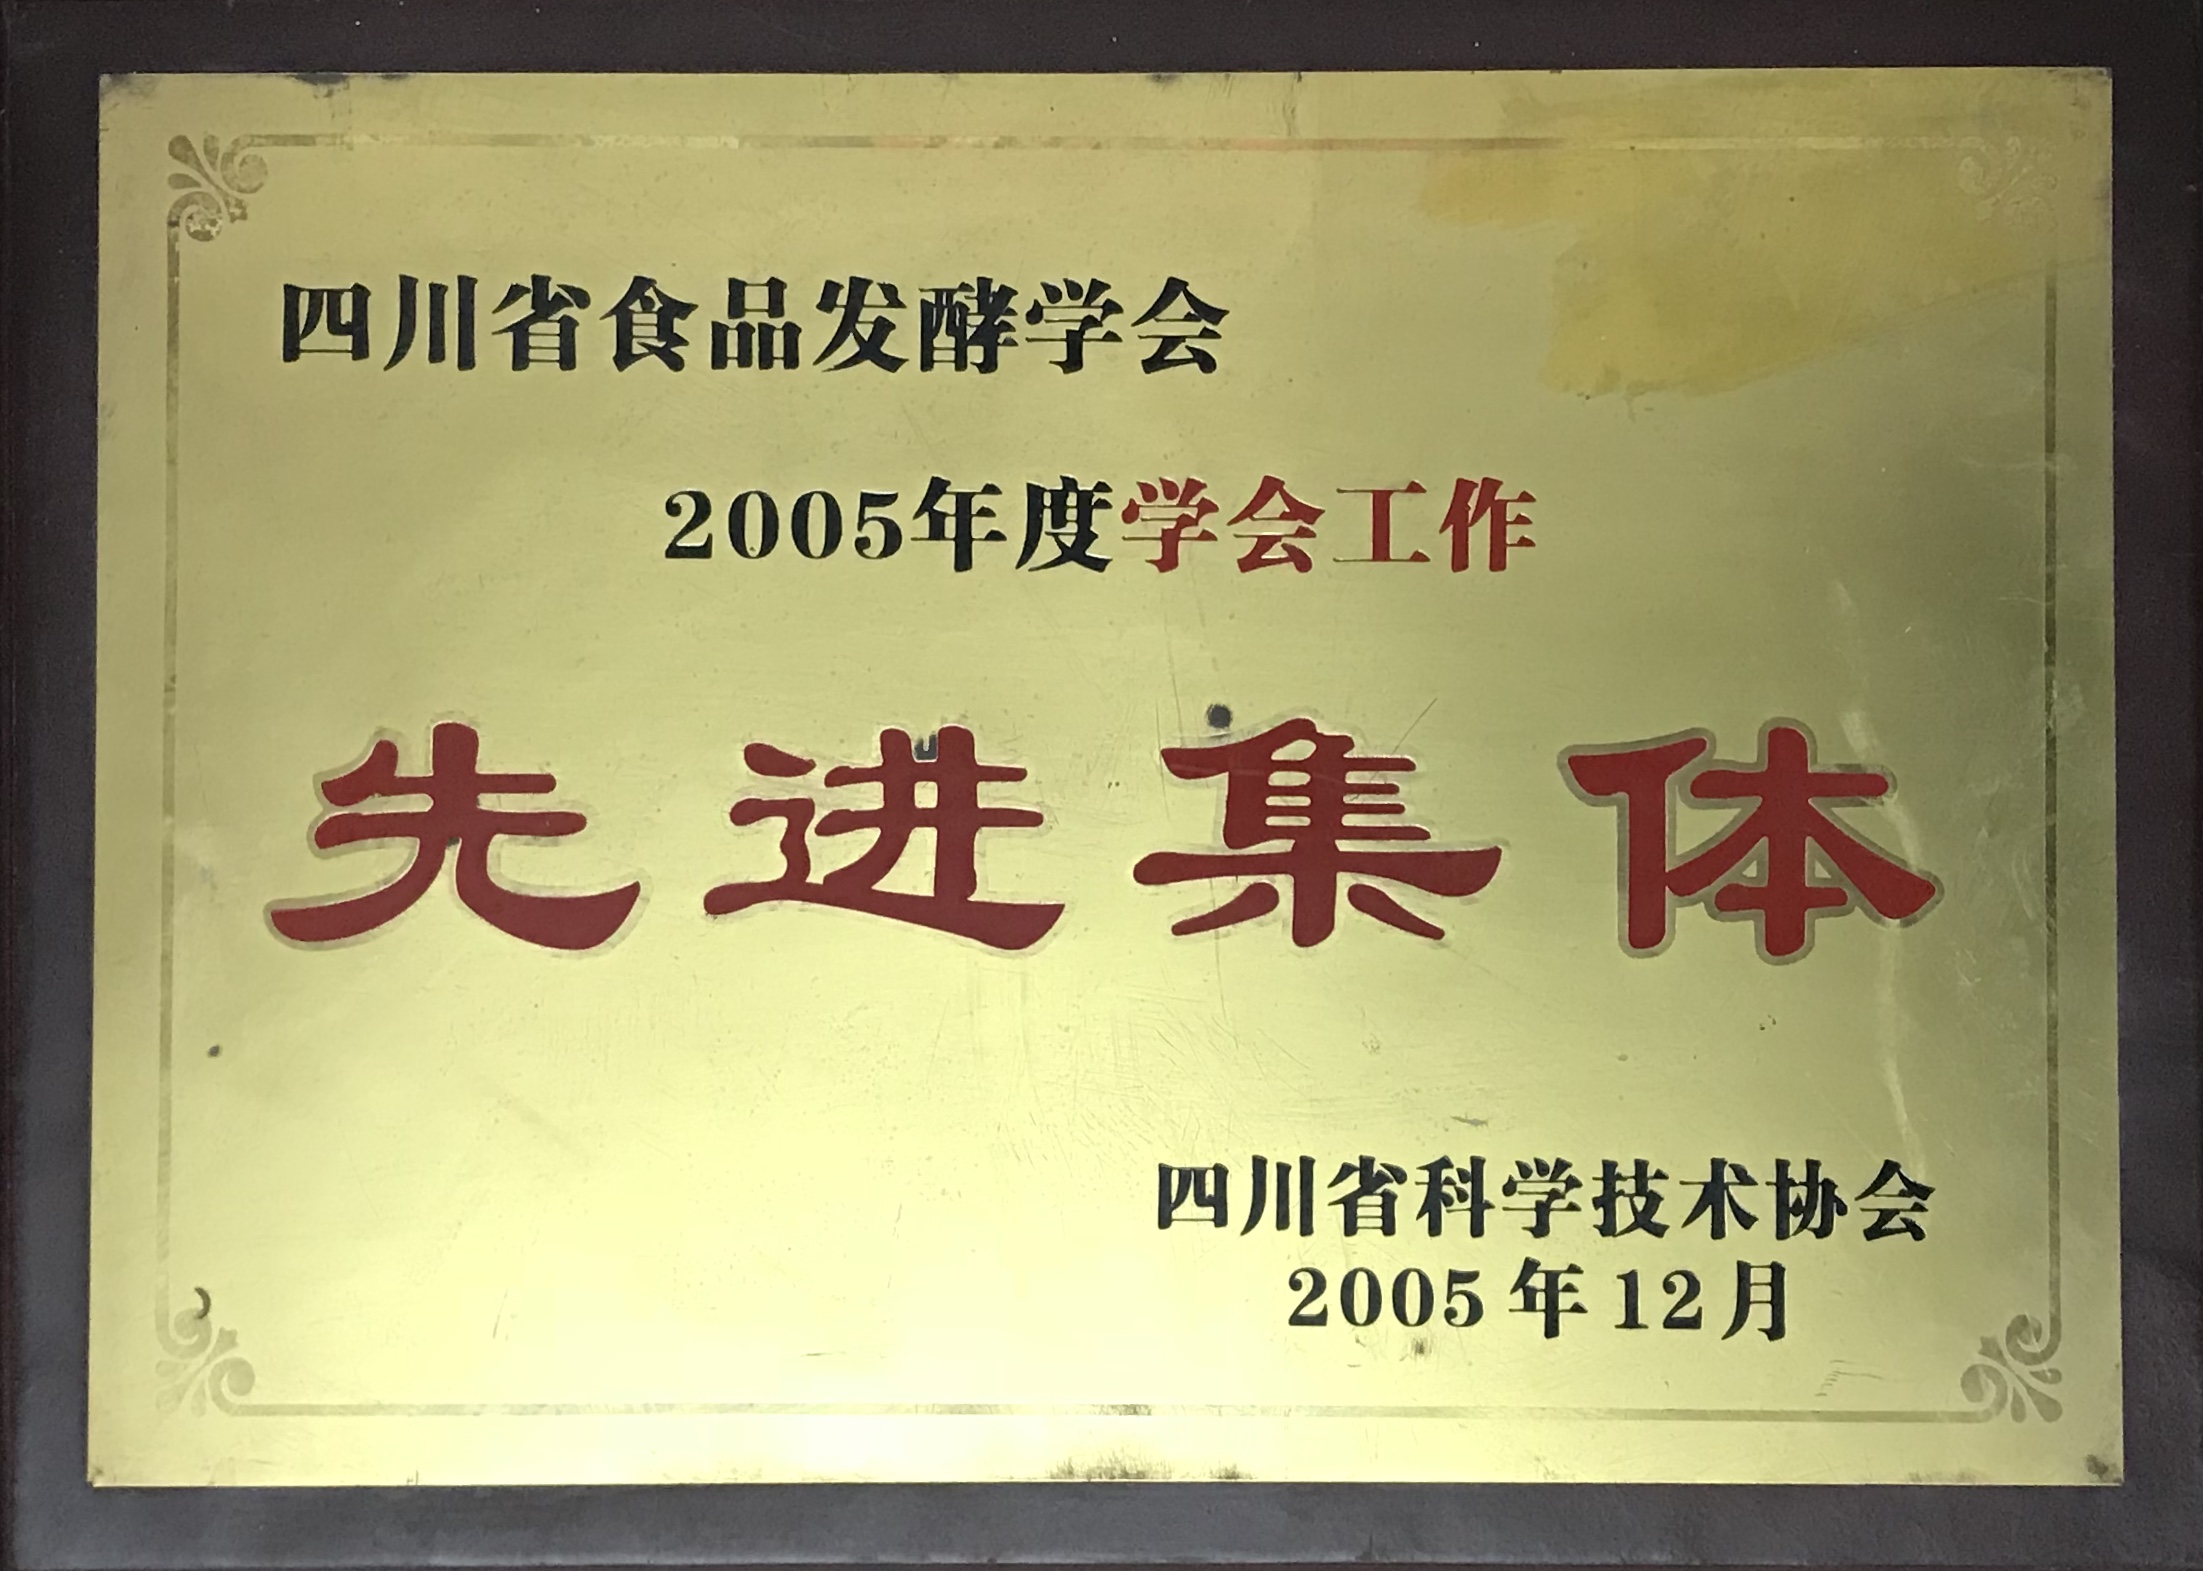 四川省食品发酵学会
2005年度学会工作
先进集体
四川省科学技术协会
2005年12月